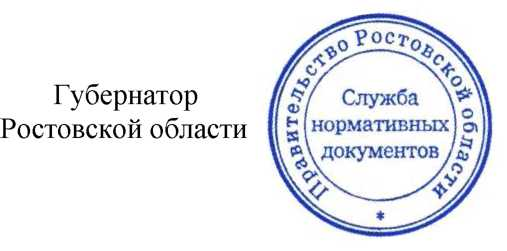 Губернатор
Ростовской области
Правительство Ростовской области
Служба
нормативных
документов
*